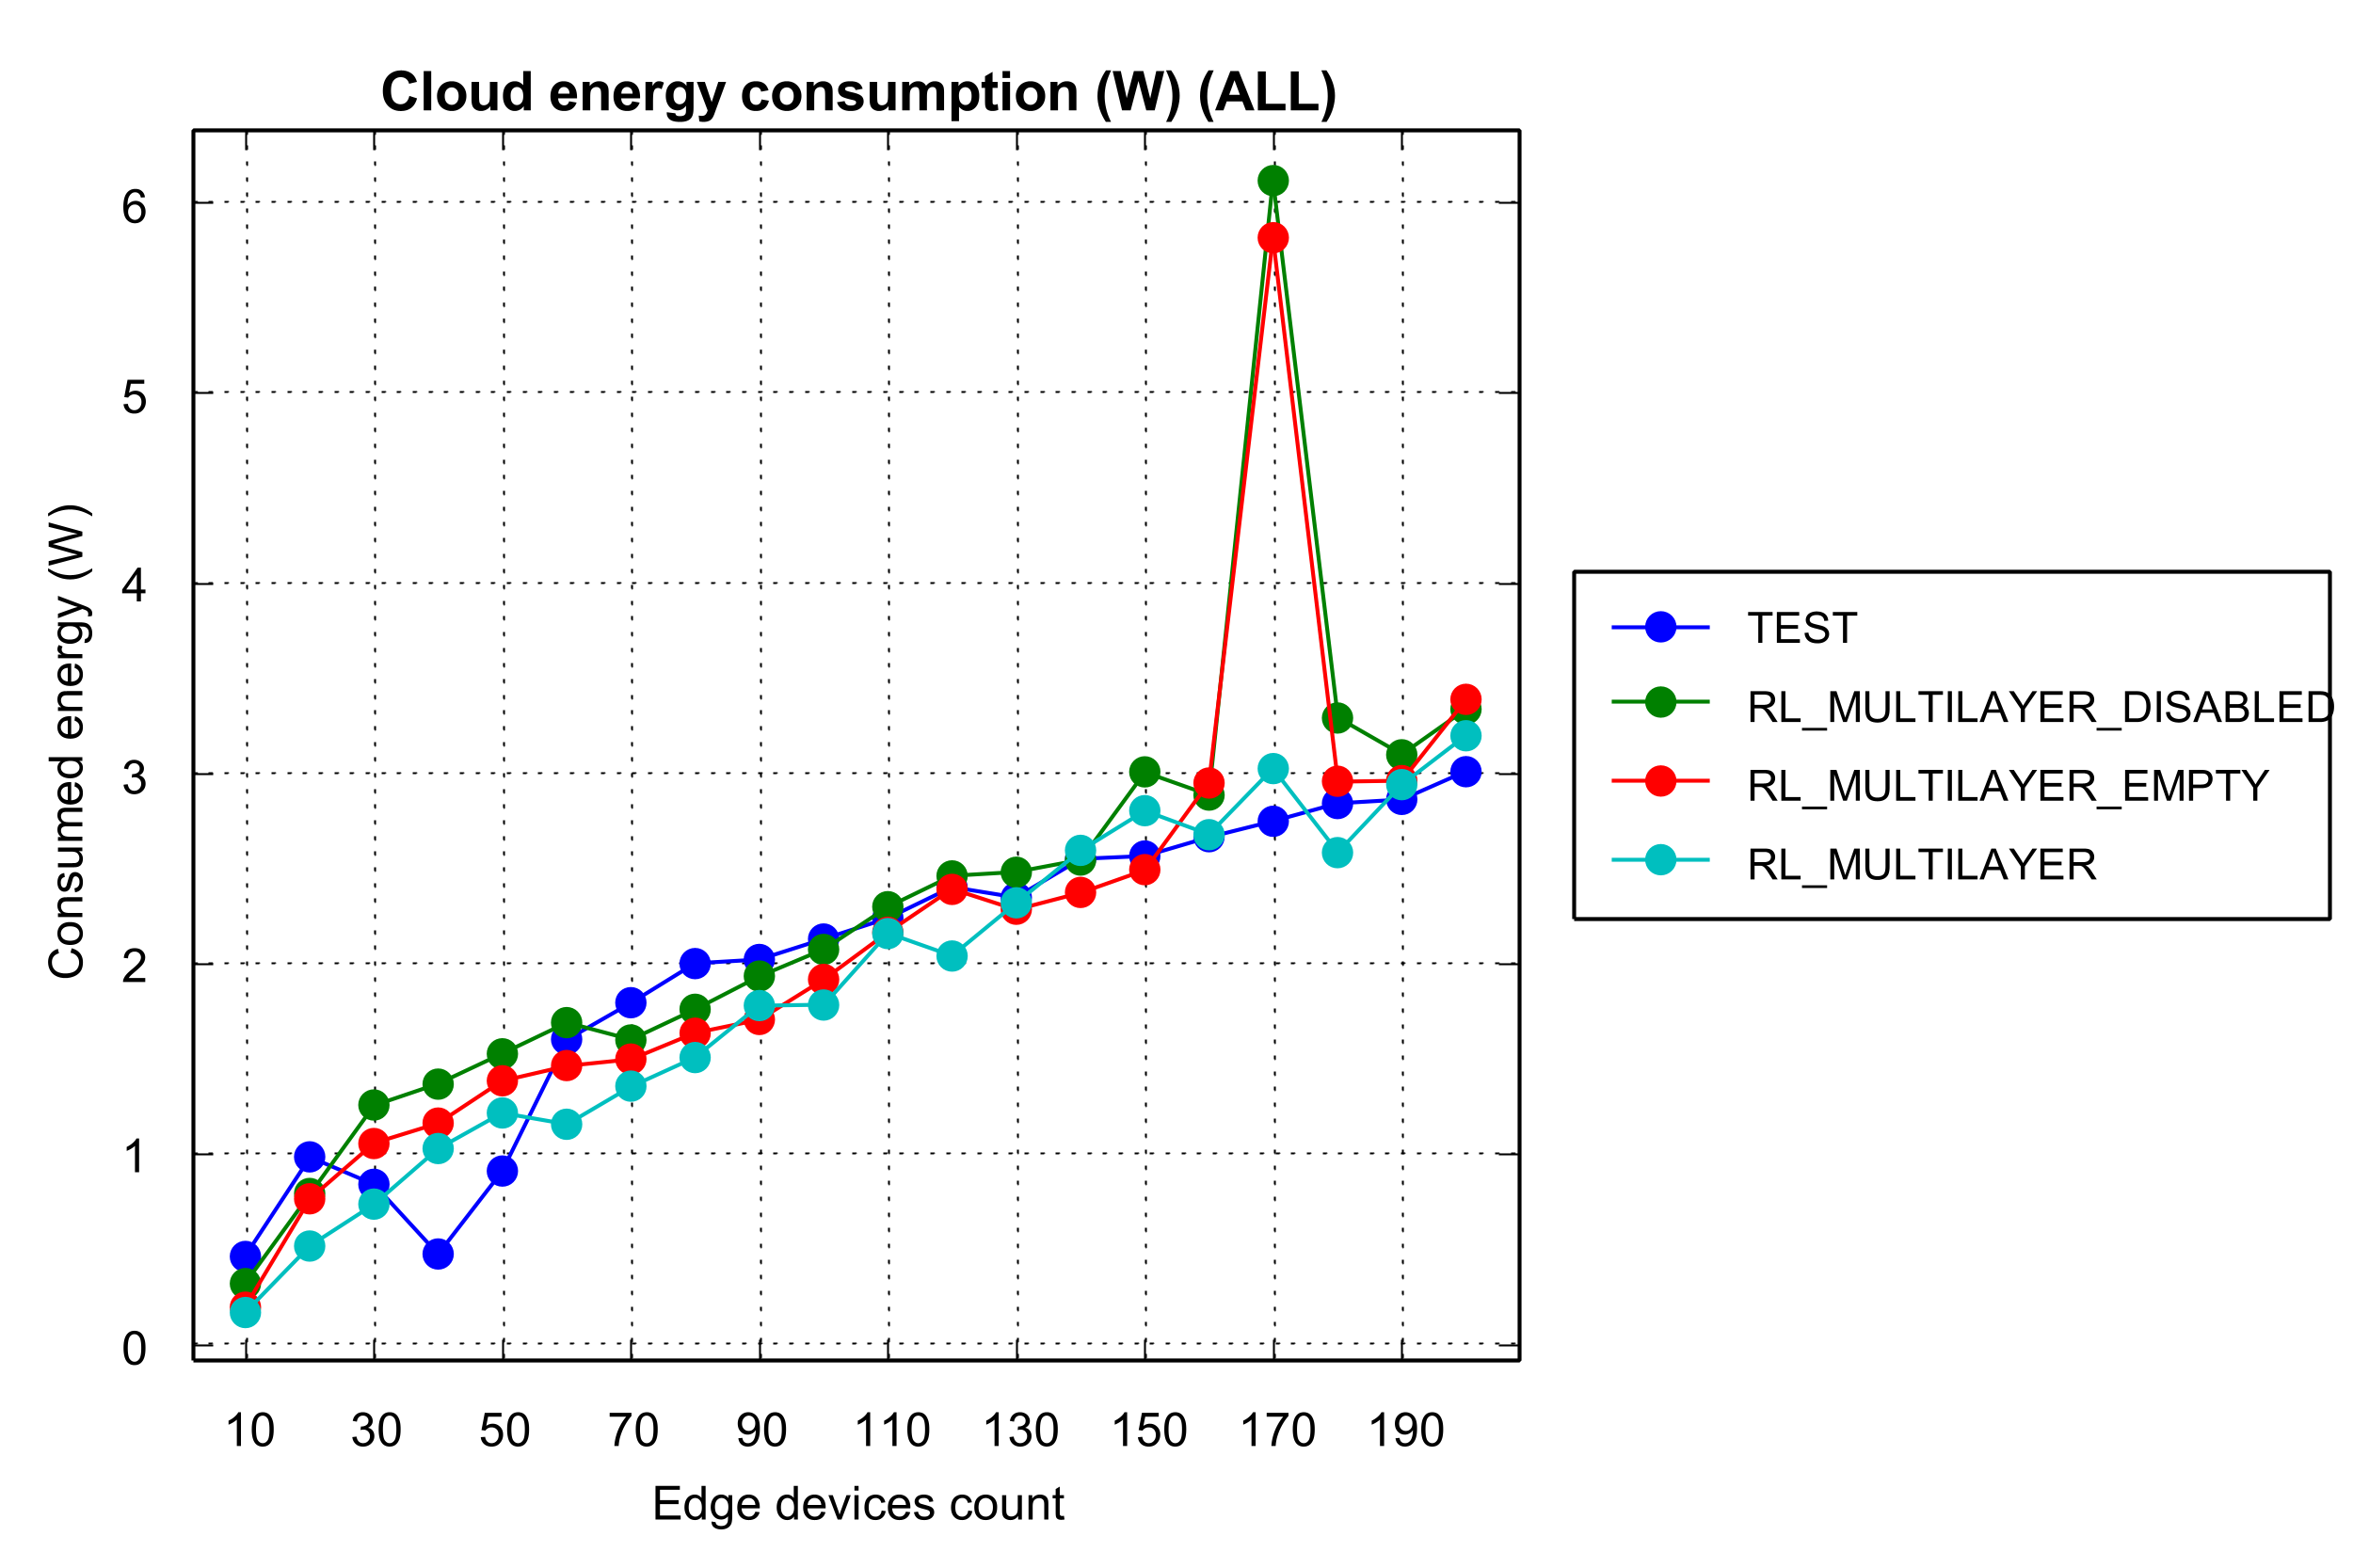 Cloud energy consumption (W) (ALL)
Consumed energy (W)
6
5
4
3
2
1
0
10 30 50 70 90 110 130 150 170 190
Edge devices count
TEST
RL_MULTILAYER_DISABLED
RL_MULTILAYER_EMPTY
RL_MULTILAYER